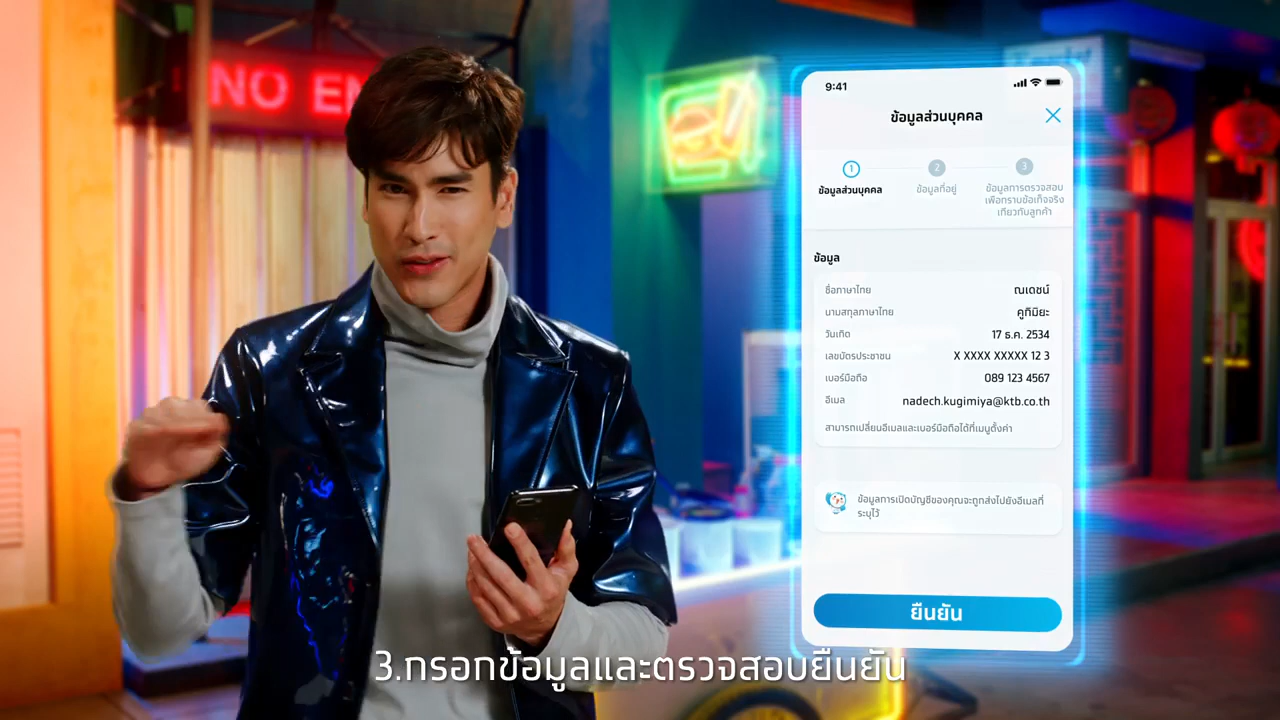 NO EN
9:41
ข้อมูลส่วนบุคคล
1
2
3
ข้อมูลส่วนบุคคล
ข้อมูลที่อยู่
ข้อมูลการตรวจสอบ
เพื่อทราบข้อเท็จจริง
เกี่ยวกับลูกค้า
ข้อมูล
ชื่อภาษาไทย ณเดชน์
นามสกุลภาษาไทย คูกิมิยะ
วันเกิด 17 ธ.ค. 2534
เลขบัตรประชาชน X XXXX XXXXX 12 3
เบอร์มือถือ 089 123 4567
อีเมล nadech.kugimiya@ktb.co.th
สามารถเปลี่ยนอีเมลและเบอร์มือถือได้ที่เมนูตั้งค่า
ข้อมูลการเปิดบัญชีของคุณจะถูกส่งไปยังอีเมลที่
ระบุไว้
ยืนยัน
3.กรอกข้อมูลและตรวจสอบยืนยัน